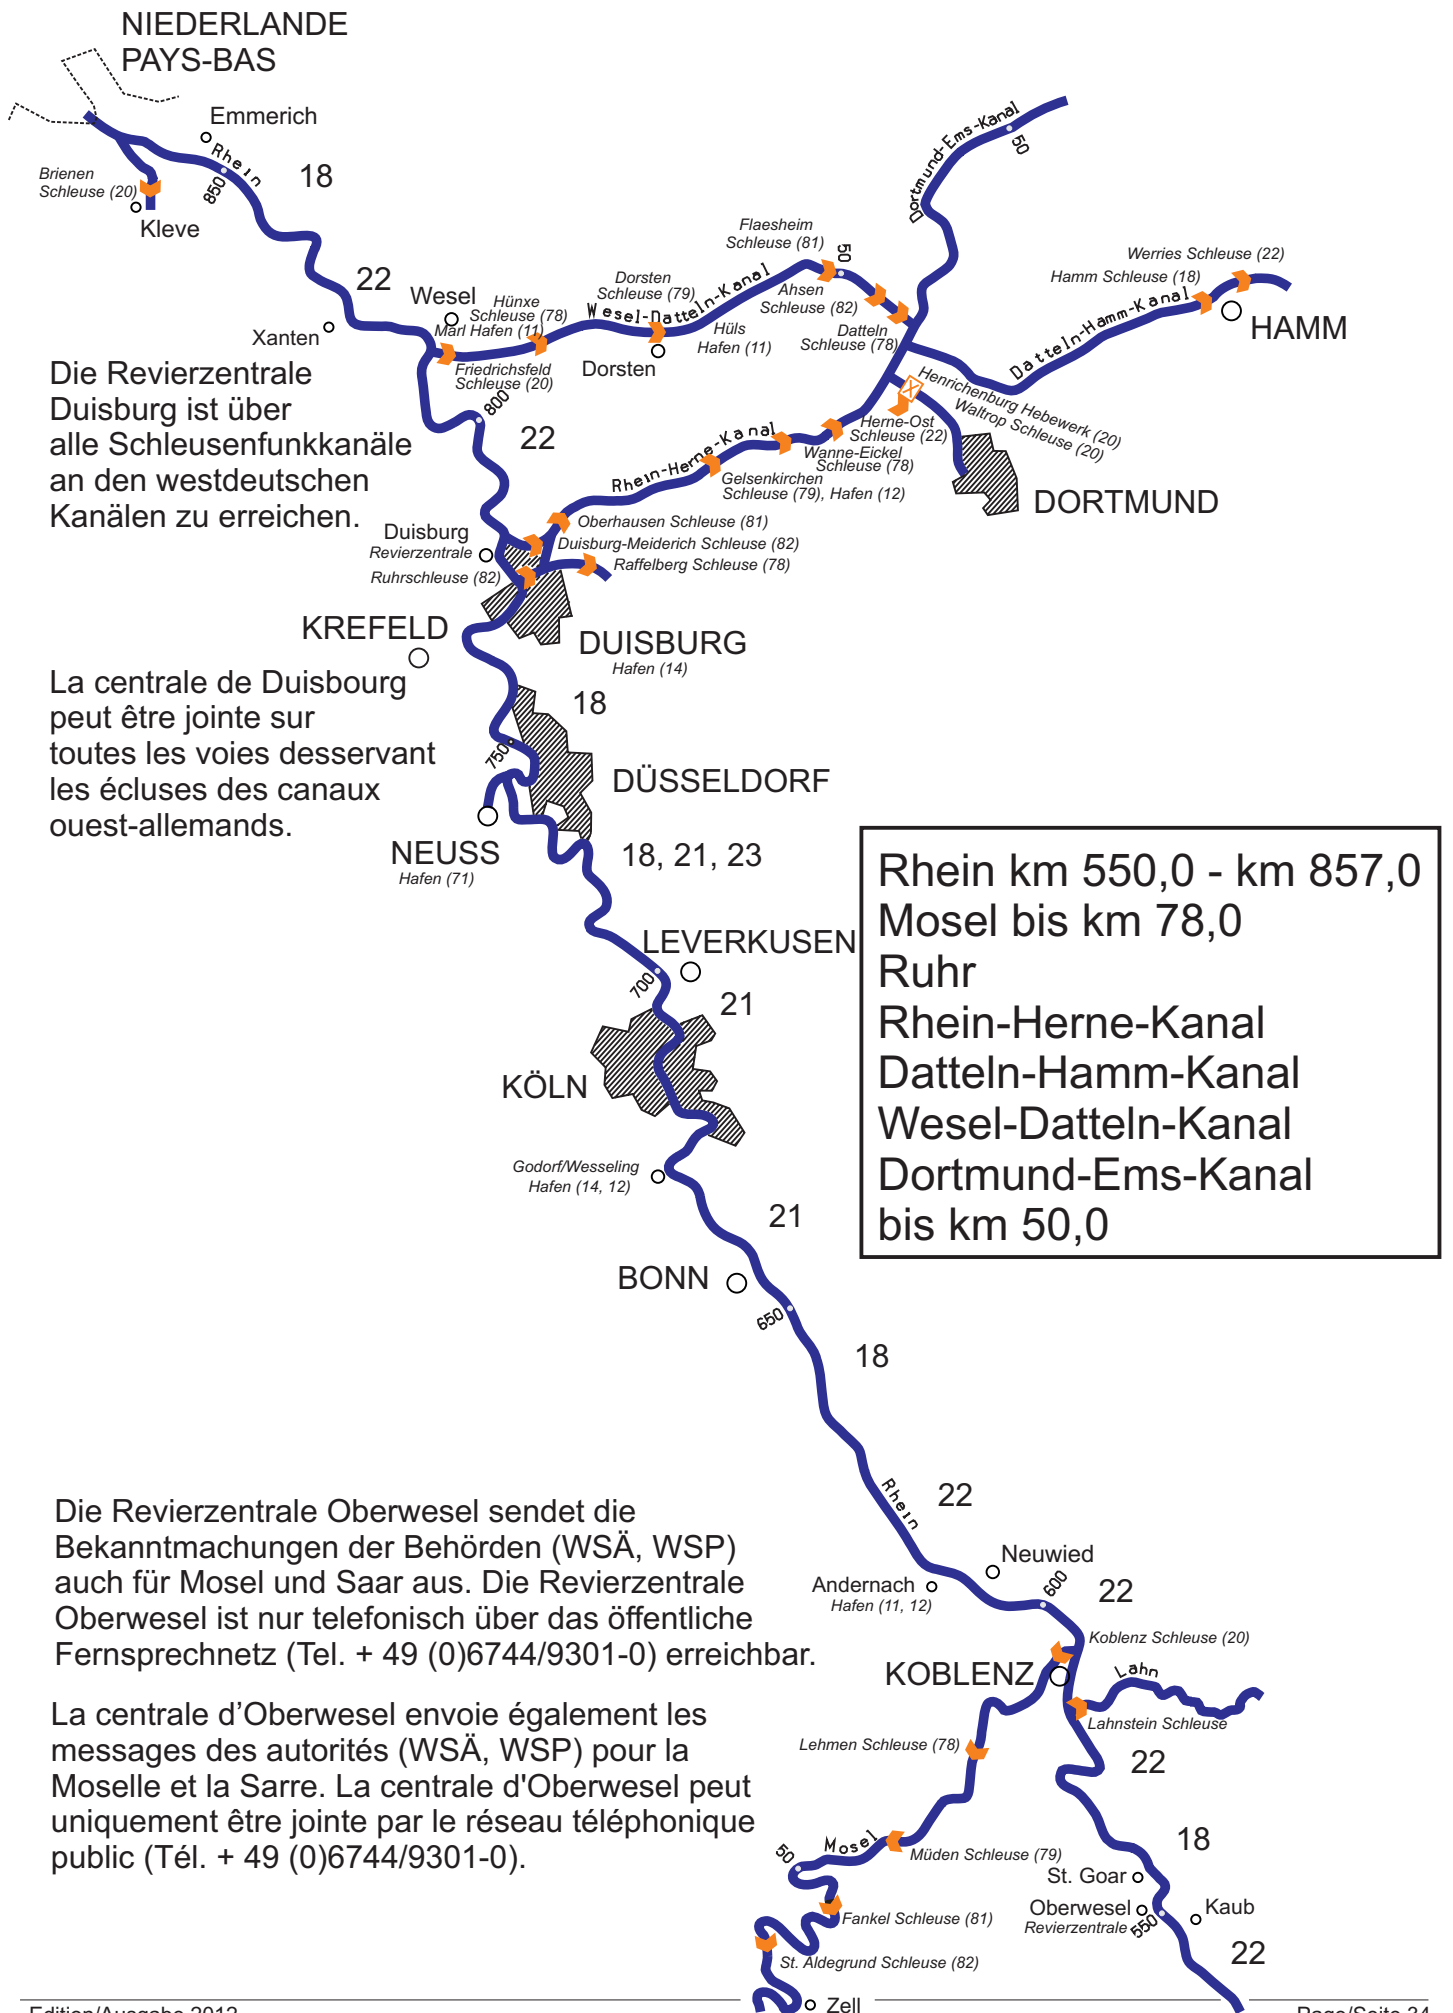 NIEDERLANDE
PAYS-BAS
Emmerich
Rhein
850
18
Brienen
Schleuse (20)
Kleve
Dortmund-Ems-Kanal
50
22
Xanten
Wesel
Hünxe
Schleuse (78)
Marl Hafen (11)
Friedrichsfeld
Schleuse (20)
Dorsten
Schleuse (79)
Wesel-Datteln-Kanal
Hüls
Hafen (11)
Dorsten
Flaesheim
Schleuse (81)
50
Ahsen
Schleuse (82)
Datteln
Schleuse (78)
Werries Schleuse (22)
Hamm Schleuse (18)
Datteln-Hamm-Kanal
HAMM
Die Revierzentrale
Duisburg ist über
alle Schleusenfunkkanäle
an den westdeutschen
Kanälen zu erreichen.
800
22
Henrichenburg Hebewerk (20)
Waltrop Schleuse (20)
Herne-Ost
Schleuse (22)
Wanne-Eickel
Schleuse (78)
Rhein-Herne-Kanal
Gelsenkirchen
Schleuse (79), Hafen (12)
DORTMUND
Oberhausen Schleuse (81)
Duisburg
Revierzentrale
Duisburg-Meiderich Schleuse (82)
Raffelberg Schleuse (78)
Ruhrschleuse (82)
KREFELD
DUISBURG
Hafen (14)
La centrale de Duisbourg
peut être jointe sur
toutes les voies desservant
les écluses des canaux
ouest-allemands.
18
750
DÜSSELDORF
NEUSS
Hafen (71)
18, 21, 23
Rhein km 550,0 - km 857,0
Mosel bis km 78,0
Ruhr
Rhein-Herne-Kanal
Datteln-Hamm-Kanal
Wesel-Datteln-Kanal
Dortmund-Ems-Kanal
bis km 50,0
LEVERKUSEN
700
21
KÖLN
Godorf/Wesseling
Hafen (14, 12)
21
BONN
650
18
Rhein
22
Die Revierzentrale Oberwesel sendet die
Bekanntmachungen der Behörden (WSÄ, WSP)
auch für Mosel und Saar aus. Die Revierzentrale
Oberwesel ist nur telefonisch über das öffentliche
Fernsprechnetz (Tel. + 49 (0)6744/9301-0) erreichbar.
Neuwied
Andernach
Hafen (11, 12)
600
22
Koblenz Schleuse (20)
KOBLENZ
Lahn
Lahnstein Schleuse
La centrale d’Oberwesel envoie également les
messages des autorités (WSÄ, WSP) pour la
Moselle et la Sarre. La centrale d'Oberwesel peut
uniquement être jointe par le réseau téléphonique
public (Tél. + 49 (0)6744/9301-0).
Lehmen Schleuse (78)
22
Mosel
50
Müden Schleuse (79)
18
St. Goar
Oberwesel
Revierzentrale
550
Kaub
Fankel Schleuse (81)
22
St. Aldegrund Schleuse (82)
Zell
Edition/Ausgabe 2012
Page/Seite 34